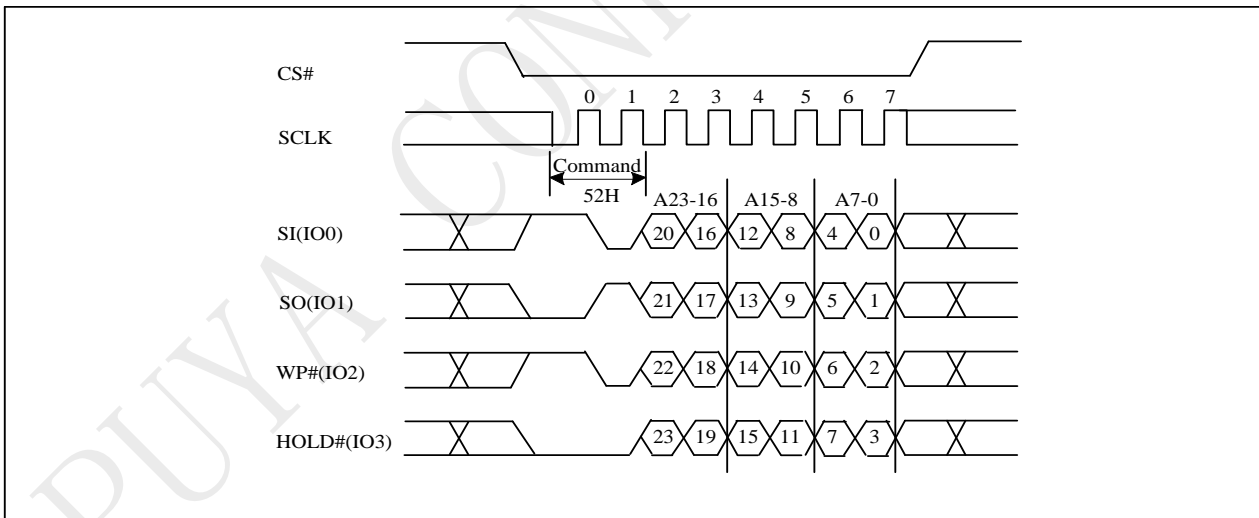 PUYA CONF
CS#
0 1 2 3 4 5 6 7
SCLK
Command
52H
A23-16 A15-8 A7-0
SI(IO0) 20 16 12 8 4 0
SO(IO1) 21 17 13 9 5 1
WP#(IO2) 22 18 14 10 6 2
HOLD#(IO3) 23 19 15 11 7 3